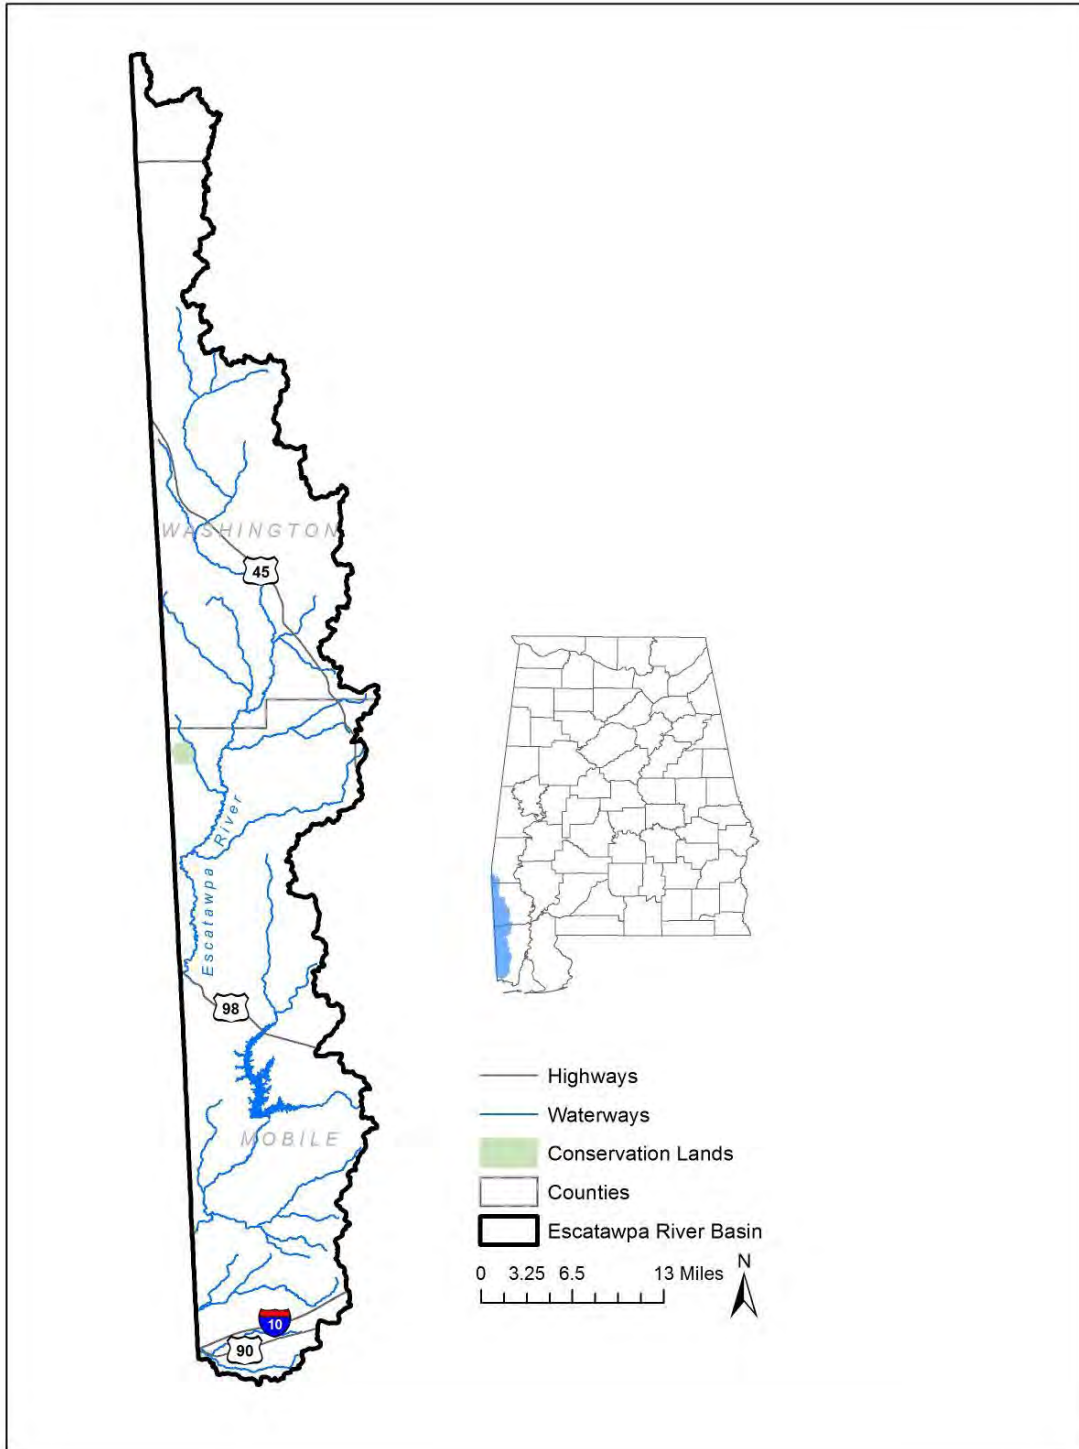 WASHINGTON
45
Escatawpa River
98
MOBILE
10
90
Highways
Waterways
Conservation Lands
Counties
Escatawpa River Basin
0 3.25 6.5 13 Miles
N